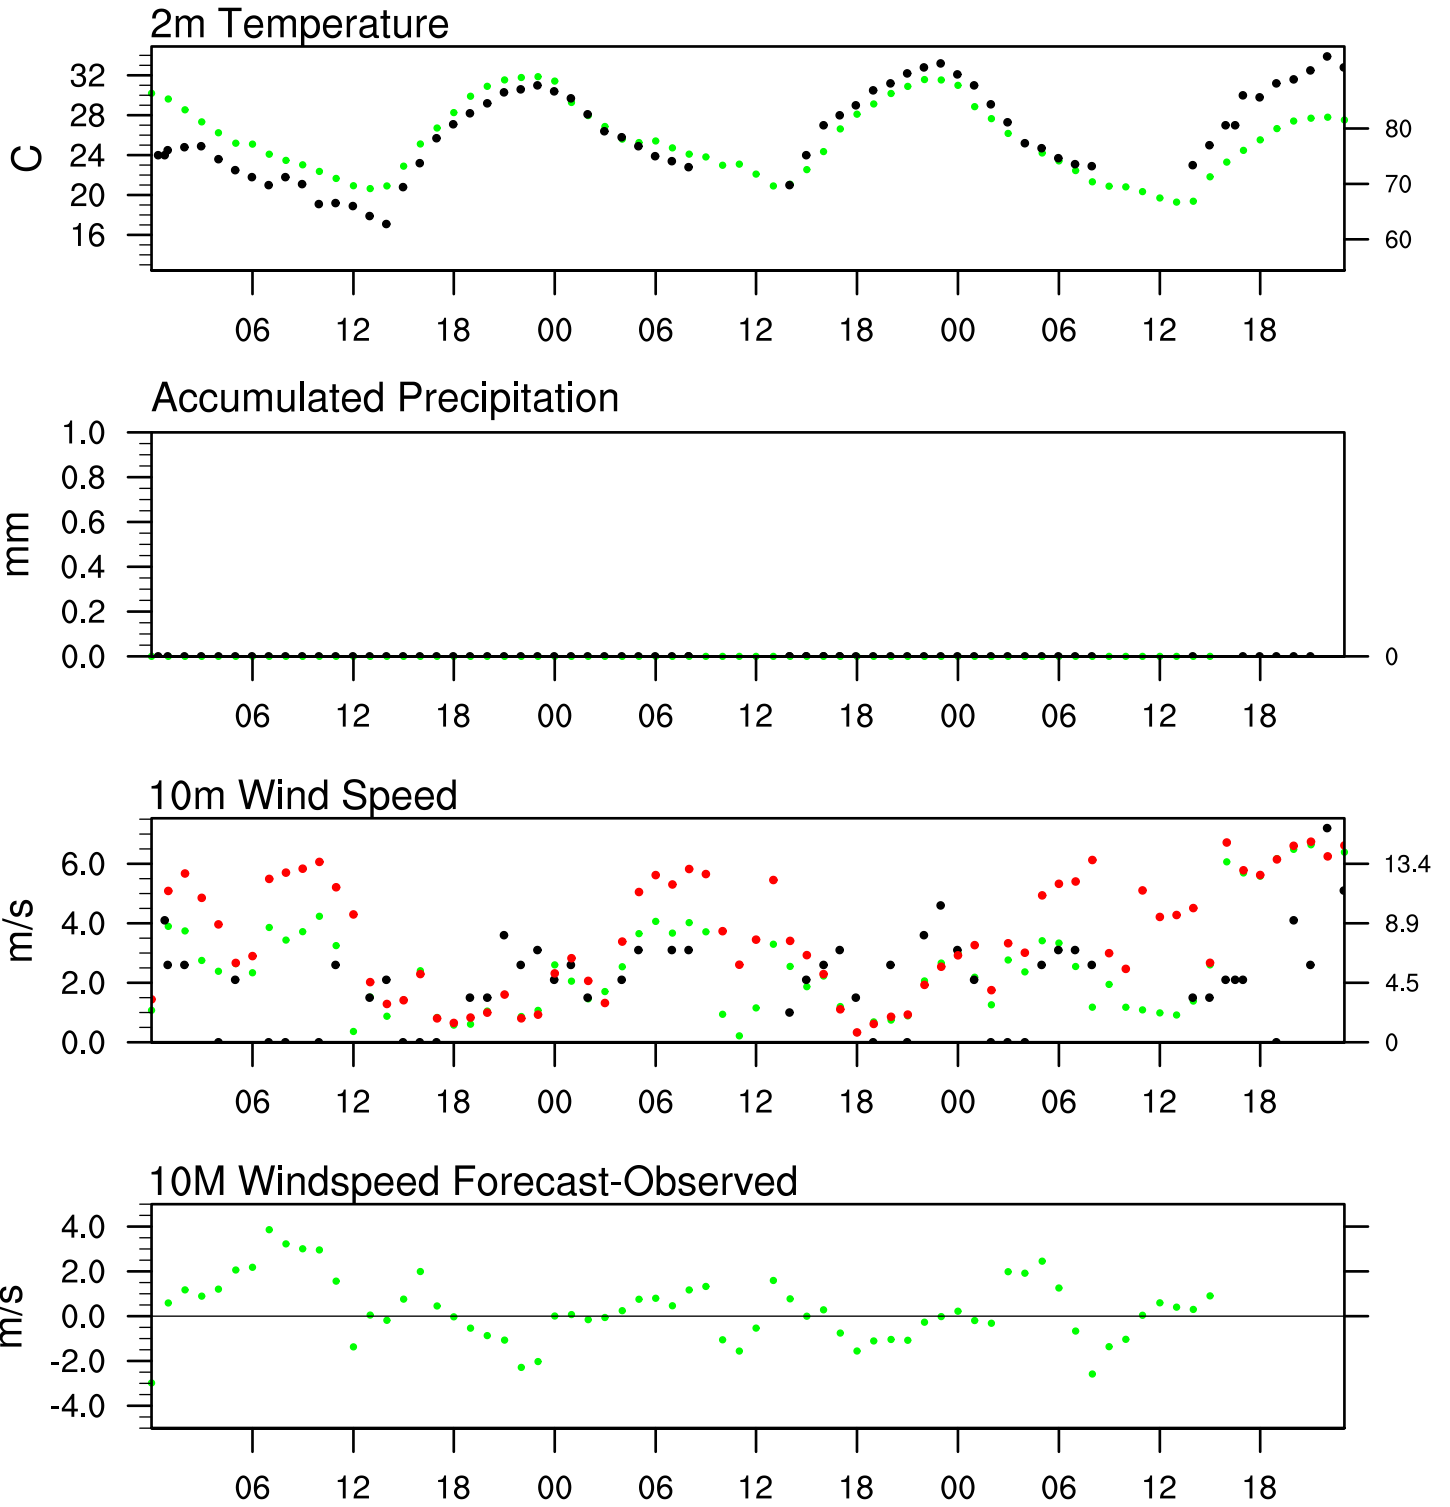 2m Temperature
C
32
28
24
20
16
80
70
60
06 12 18 00 06 12 18 00 06 12 18
Accumulated Precipitation
mm
1.0
0.8
0.6
0.4
0.2
0.0
0
06 12 18 00 06 12 18 00 06 12 18
10m Wind Speed
m/s
6.0
4.0
2.0
0.0
13.4
8.9
4.5
0
06 12 18 00 06 12 18 00 06 12 18
10M Windspeed Forecast-Observed
m/s
4.0
2.0
0.0
-2.0
-4.0
06 12 18 00 06 12 18 00 06 12 18